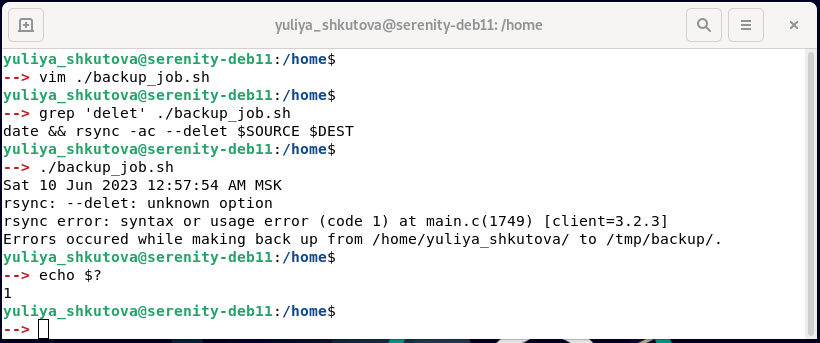 yuliya_shkutova@serenity-deb11: /home
yuliya_shkutova@serenity-deb11:/home$
--> vim ./backup_job.sh
yuliya_shkutova@serenity-deb11:/home$
--> grep 'delet' ./backup_job.sh
date && rsync -ac --delet $SOURCE $DEST
yuliya_shkutova@serenity-deb11:/home$
--> ./backup_job.sh
Sat 10 Jun 2023 12:57:54 AM MSK
rsync: --delet: unknown option
rsync error: syntax or usage error (code 1) at main.c(1749) [client=3.2.3]
Errors occured while making back up from /home/yuliya_shkutova/ to /tmp/backup/.
yuliya_shkutova@serenity-deb11:/home$
--> echo $?
1
yuliya_shkutova@serenity-deb11:/home$
-->